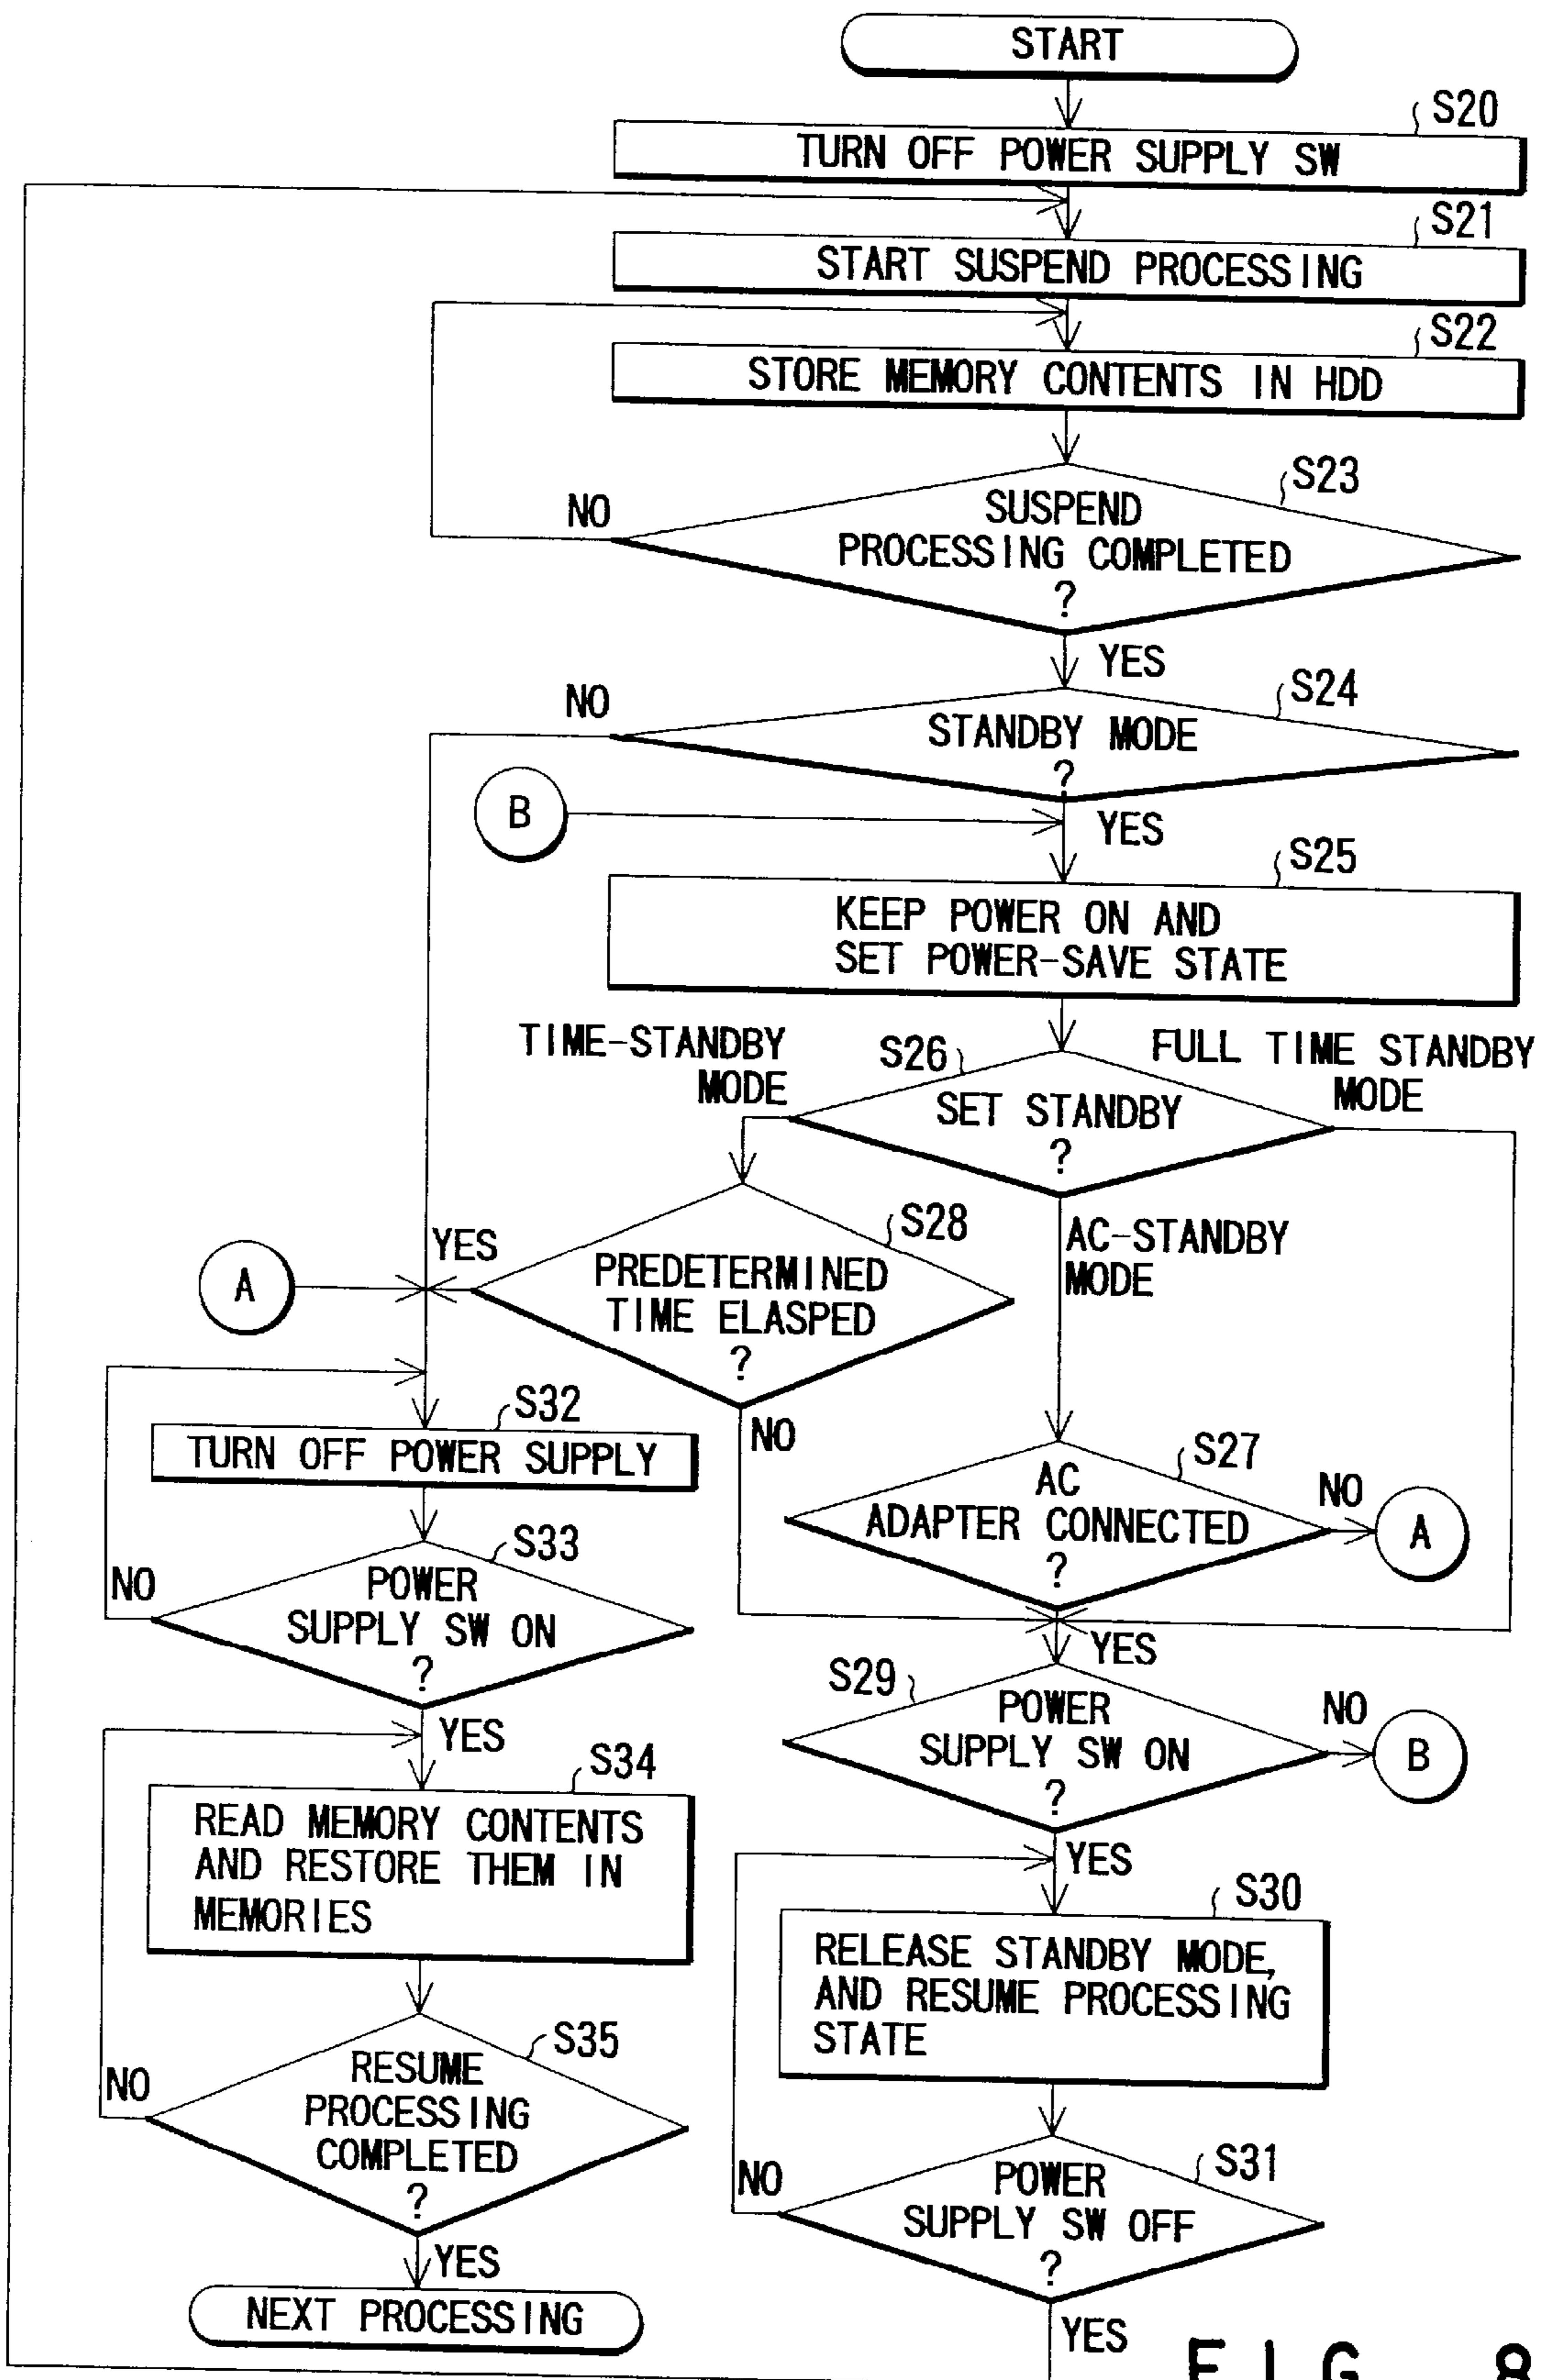 START
S20
TURN OFF POWER SUPPLY SW
S21
START SUSPEND PROCESSING
S22
STORE MEMORY CONTENTS IN HDD
S23
SUSPEND
PROCESSING COMPLETED
?
NO
YES
S24
STANDBY MODE
?
NO
B
YES
S25
KEEP POWER ON AND
SET POWER-SAVE STATE
TIME-STANDBY
MODE
S26
FULL TIME STANDBY
MODE
SET STANDBY
?
S28
AC-STANDBY
MODE
YES
PREDETERMINED
TIME ELASPED
?
A
NO
S32
TURN OFF POWER SUPPLY
S27
AC
ADAPTER CONNECTED
?
NO
A
YES
S33
POWER
SUPPLY SW ON
?
NO
YES
S29
POWER
SUPPLY SW ON
?
NO
B
YES
S34
READ MEMORY CONTENTS
AND RESTORE THEM IN
MEMORIES
S30
RELEASE STANDBY MODE,
AND RESUME PROCESSING
STATE
S35
RESUME
PROCESSING
COMPLETED
?
NO
YES
S31
POWER
SUPPLY SW OFF
?
NO
YES
NEXT PROCESSING
FIG. 8